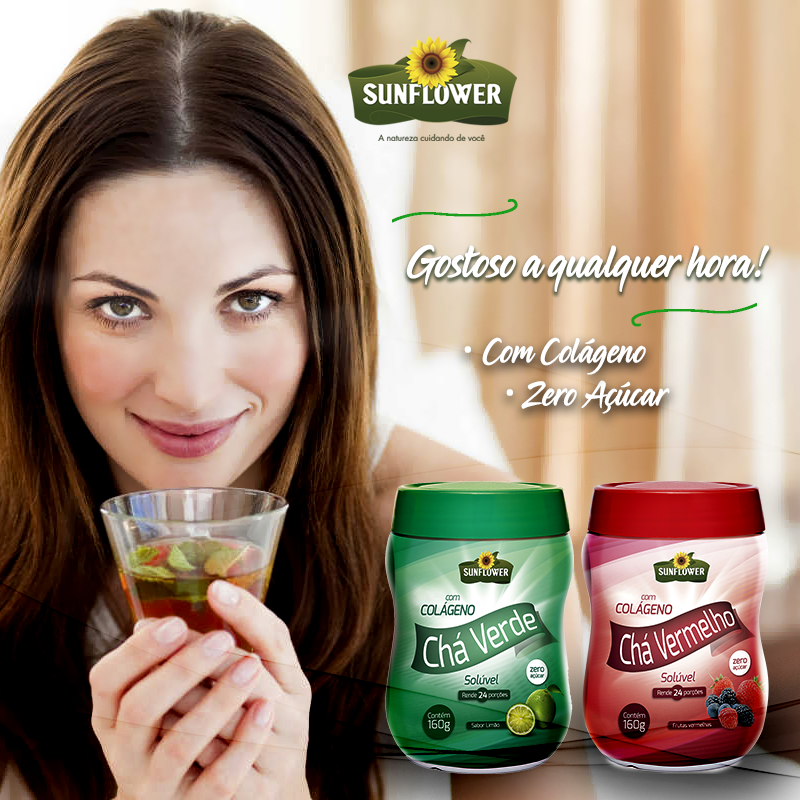 SUNFLOWER
A natureza cuidando de você
Gostoso a qualquer hora!
• Com Colágeno
• Zero Açúcar
SUNFLOWER
com
COLÁGENO
Chá Verde
zero
açúcar
Solúvel
Rende 24 porções
Contém
160g
Sabor Limão
SUNFLOWER
com
COLÁGENO
Chá Vermelho
zero
açúcar
Solúvel
Rende 24 porções
Contém
160g
Frutas vermelhas